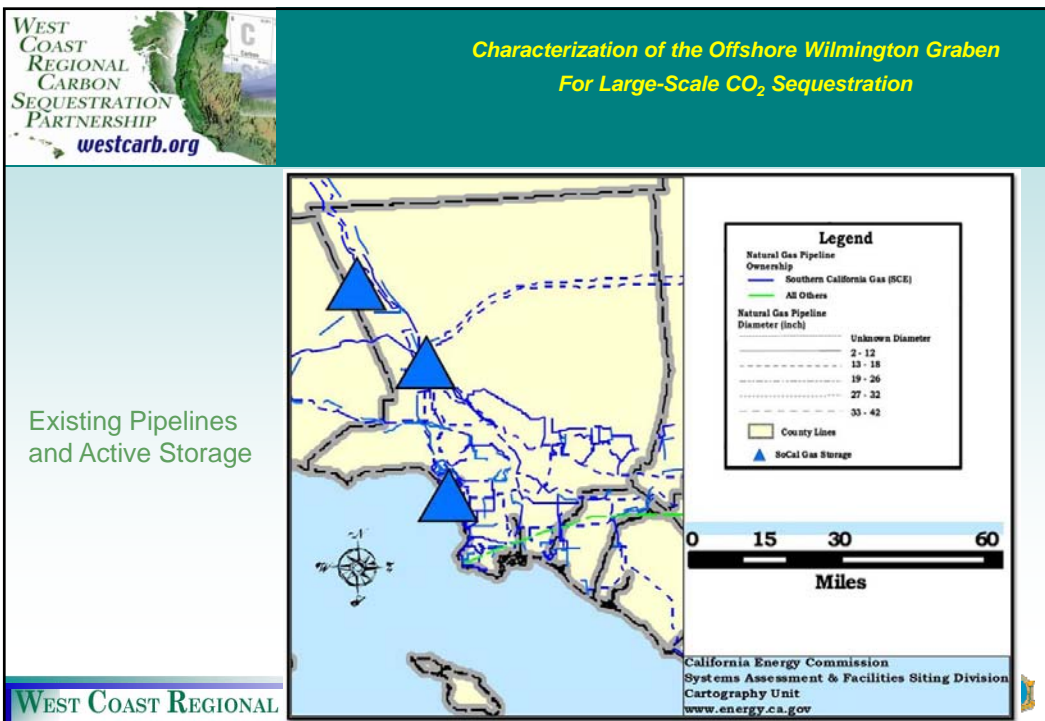 WEST
COAST
REGIONAL
CARBON
SEQUESTRATION
PARTNERSHIP
westcarb.org
C
Carbon
Characterization of the Offshore Wilmington Graben
For Large-Scale CO₂ Sequestration
Existing Pipelines
and Active Storage
Legend
Natural Gas Pipeline
Ownership
Southern California Gas (SCE)
All Others
Natural Gas Pipeline
Diameter (inch)
Unknown Diameter
2 - 12
13 - 18
19 - 26
27 - 32
33 - 42
County Lines
SoCal Gas Storage
N
0 15 30 60
Miles
California Energy Commission
Systems Assessment & Facilities Siting Division
Cartography Unit
www.energy.ca.gov
WEST COAST REGIONAL